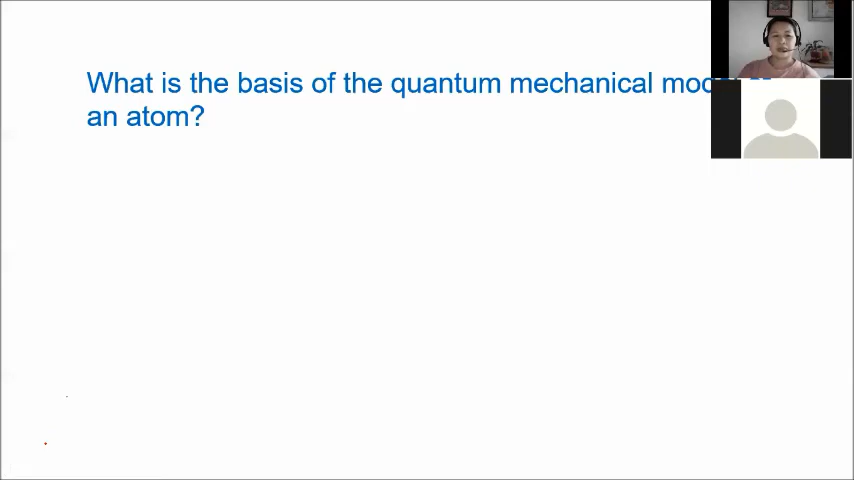 What is the basis of the quantum mechanical
an atom?